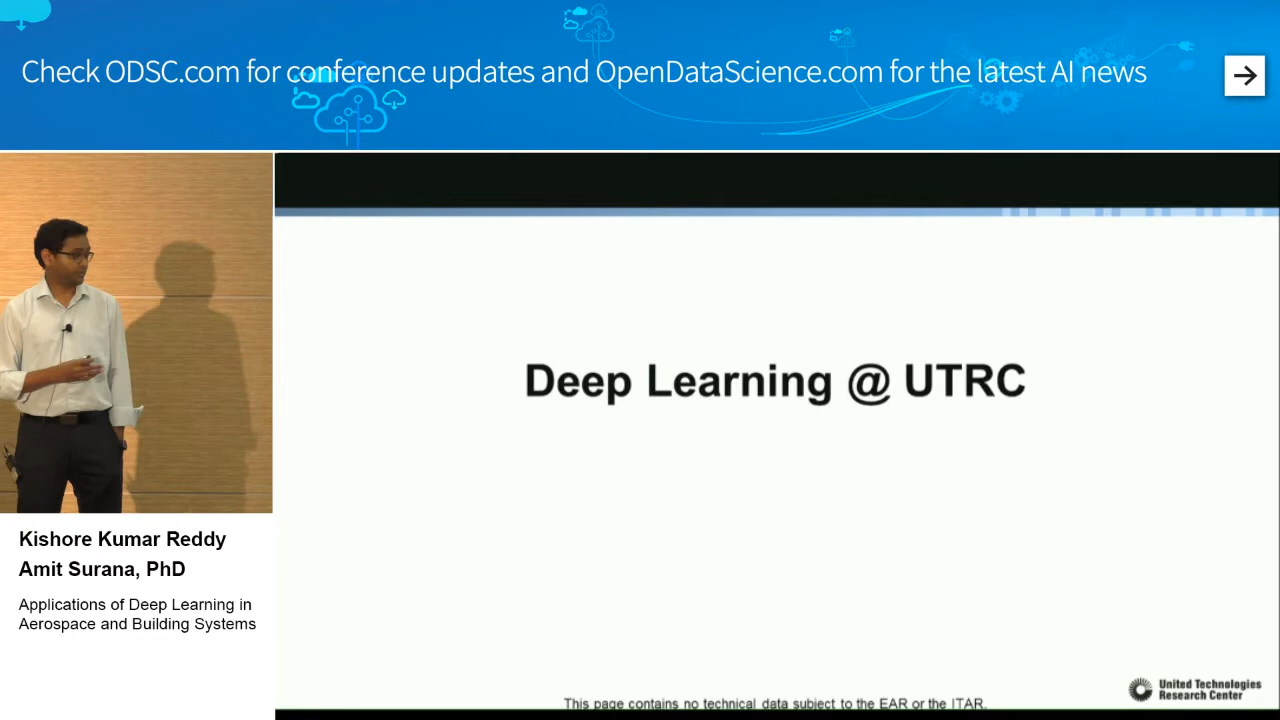 Check ODSC.com for conference updates and OpenDataScience.com for the latest AI news
Deep Learning @ UTRC
Kishore Kumar Reddy
Amit Surana, PhD
Applications of Deep Learning in
Aerospace and Building Systems
United Technologies
Research Center
This page contains no technical data subject to the EAR or the ITAR.